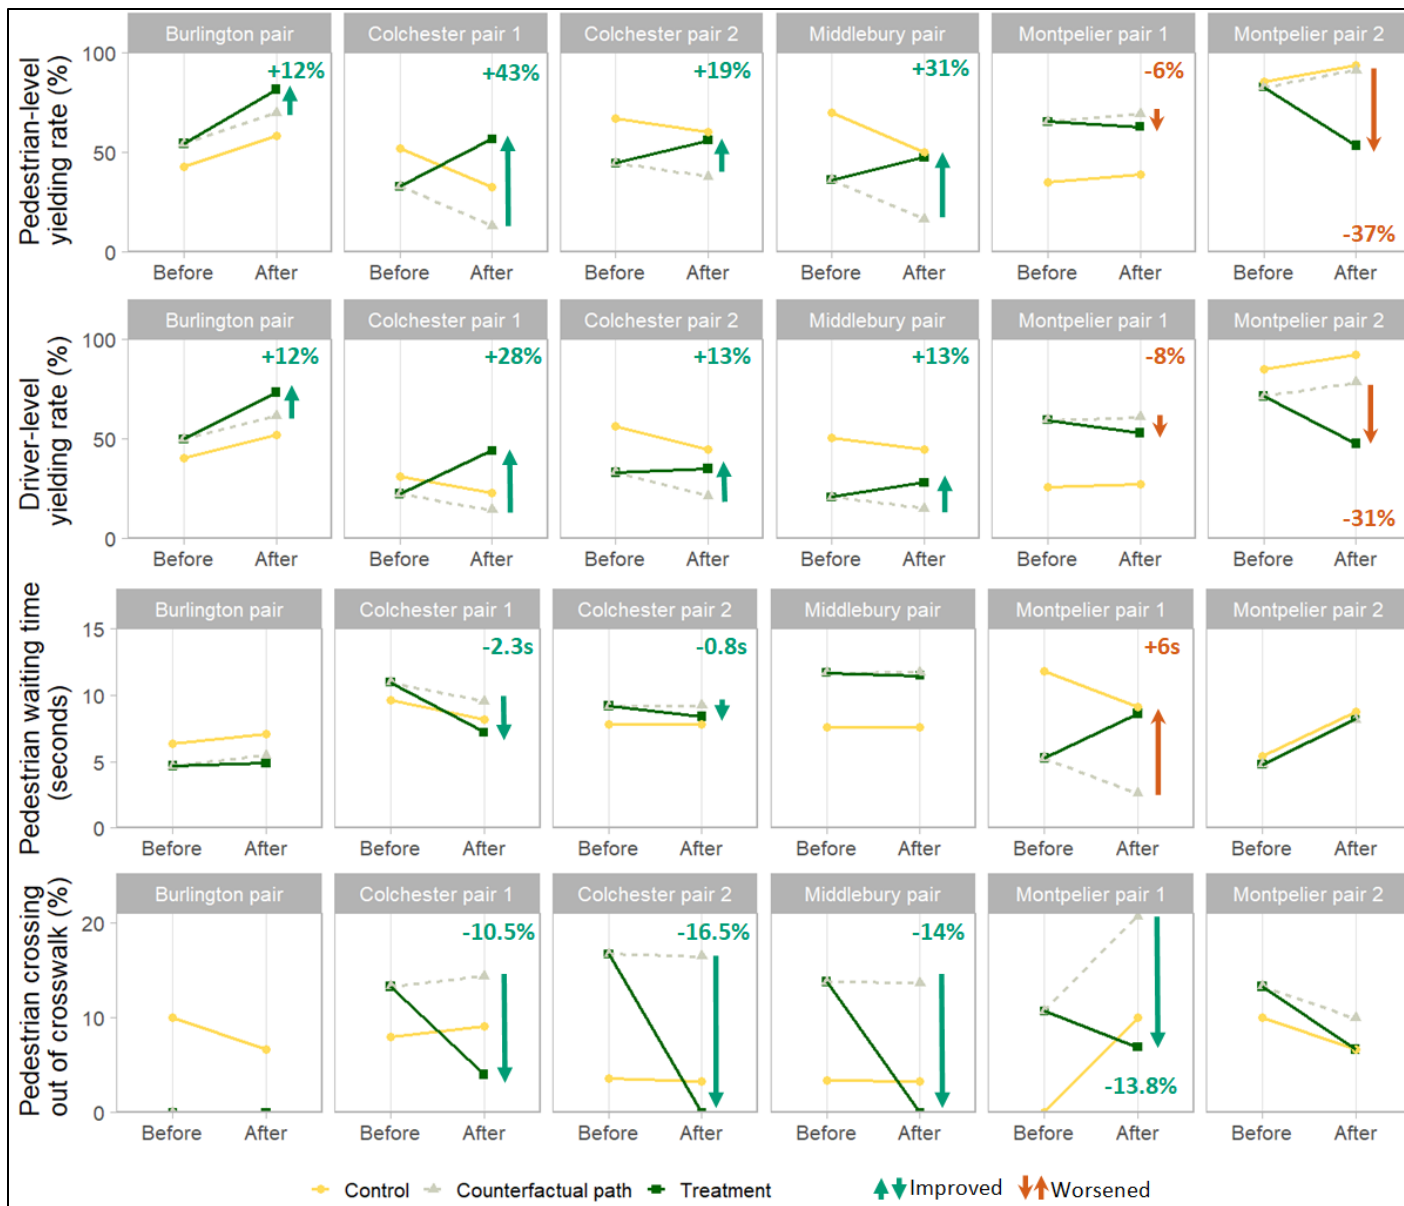 Burlington pair Colchester pair 1 Colchester pair 2 Middlebury pair Montpelier pair 1 Montpelier pair 2
Pedestrian-level
yielding rate (%)
100
50
0
+12% +43% +19% +31% -6%
-37%
Before After Before After Before After Before After Before After Before After
Burlington pair Colchester pair 1 Colchester pair 2 Middlebury pair Montpelier pair 1 Montpelier pair 2
Driver-level
yielding rate (%)
100
50
0
+12% +28% +13% +13% -8%
-31%
Before After Before After Before After Before After Before After Before After
Burlington pair Colchester pair 1 Colchester pair 2 Middlebury pair Montpelier pair 1 Montpelier pair 2
Pedestrian waiting time
(seconds)
15
10
5
0
-2.3s -0.8s +6s
Before After Before After Before After Before After Before After Before After
Burlington pair Colchester pair 1 Colchester pair 2 Middlebury pair Montpelier pair 1 Montpelier pair 2
Pedestrian crossing
out of crosswalk (%)
20
10
0
-10.5% -16.5% -14%
-13.8%
Before After Before After Before After Before After Before After Before After
Control Counterfactual path Treatment Improved Worsened